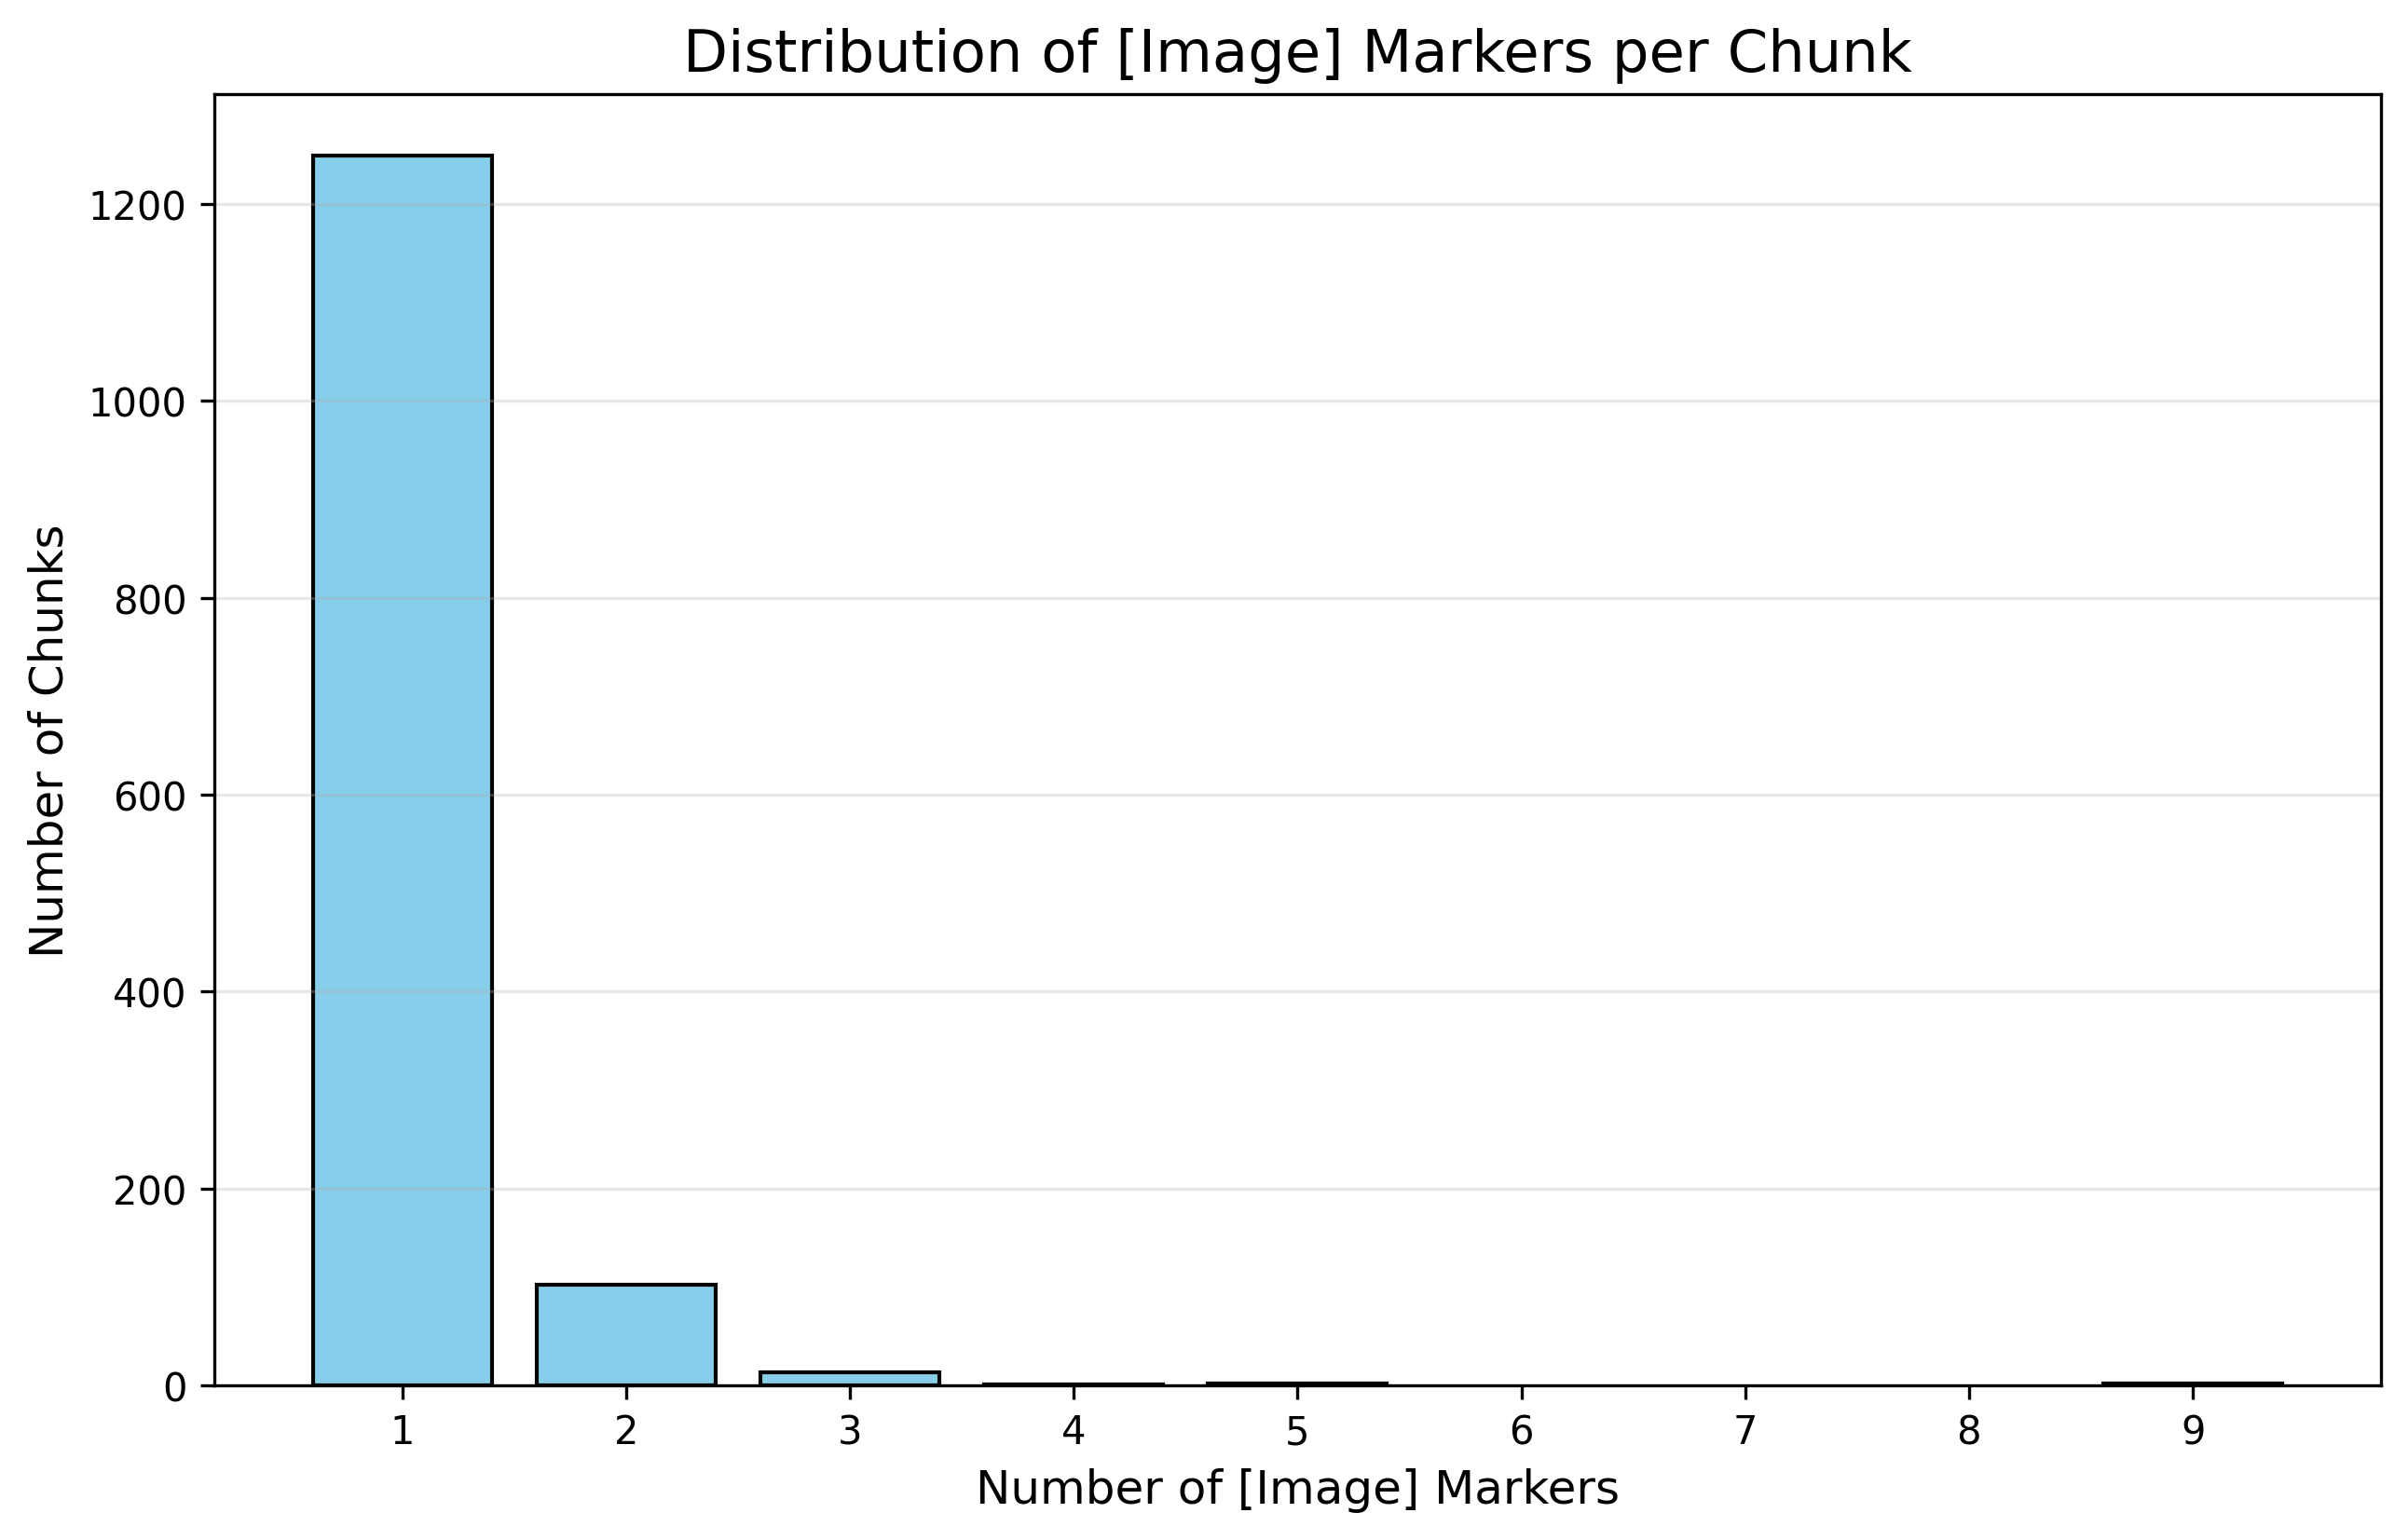 Distribution of [Image] Markers per Chunk
Number of Chunks
1200
1000
800
600
400
200
0
1 2 3 4 5 6 7 8 9
Number of [Image] Markers